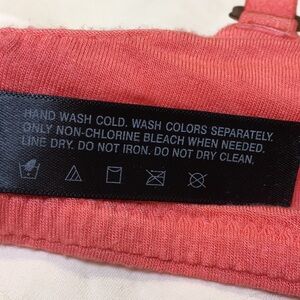 HAND WASH COLD. WASH COLORS SEPARATELY.
ONLY NON-CHLORINE BLEACH WHEN NEEDED.
LINE DRY. DO NOT IRON. DO NOT DRY CLEAN.